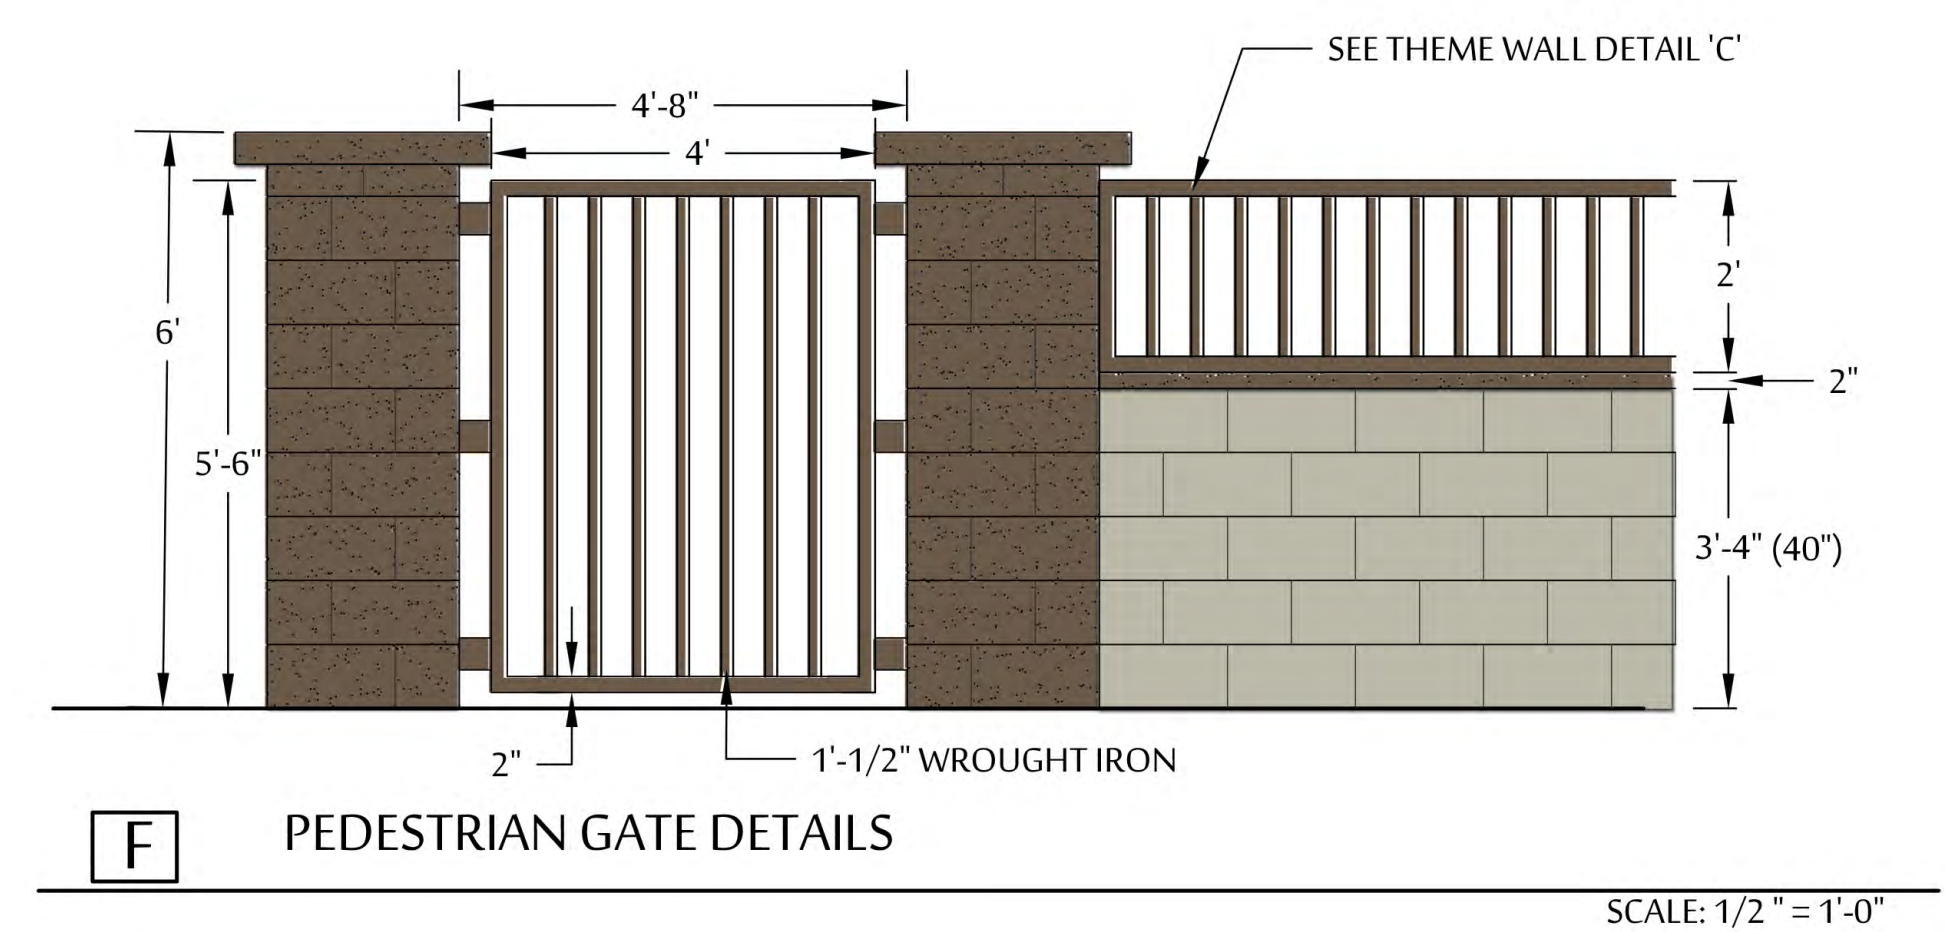 SEE THEME WALL DETAIL 'C'
4'-8"
4'
6'
5'-6"
2'
2"
3'-4" (40")
2"
1'-1/2" WROUGHT IRON
F
PEDESTRIAN GATE DETAILS
SCALE: 1/2 " = 1'-0"